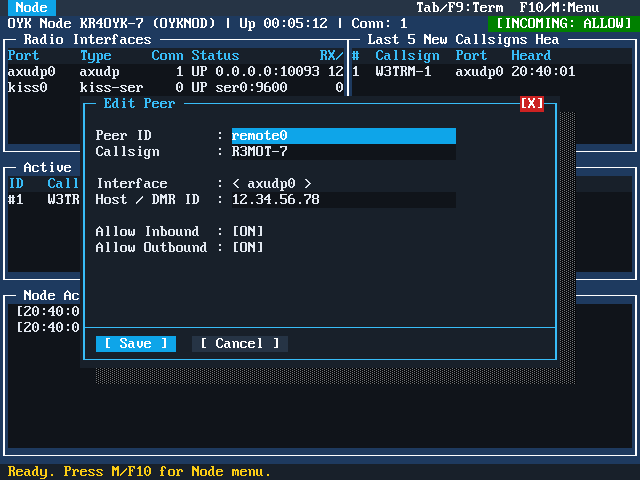 Node Tab/F9:Term F10/M:Menu
OYK Node KR4OYK-7 (OYKNOD) | Up 00:05:12 | Conn: 1 [INCOMING: ALLOW]
Radio Interfaces
Port Type Conn Status RX/
axudp0 axudp 1 UP 0.0.0.0:10093 12
kiss0 kiss-ser 0 UP ser0:9600 0
Last 5 New Callsigns Hea
# Callsign Port Heard
1 W3TRM-1 axudp0 20:40:01
Edit Peer [X]
Peer ID : remote0
Callsign : R3MOT-7
Interface : < axudp0 >
Host / DMR ID : 12.34.56.78
Allow Inbound : [ON]
Allow Outbound : [ON]
[ Save ] [ Cancel ]
Active
ID Call
#1 W3TR
Node Ac
[20:40:0
[20:40:0
Ready. Press M/F10 for Node menu.